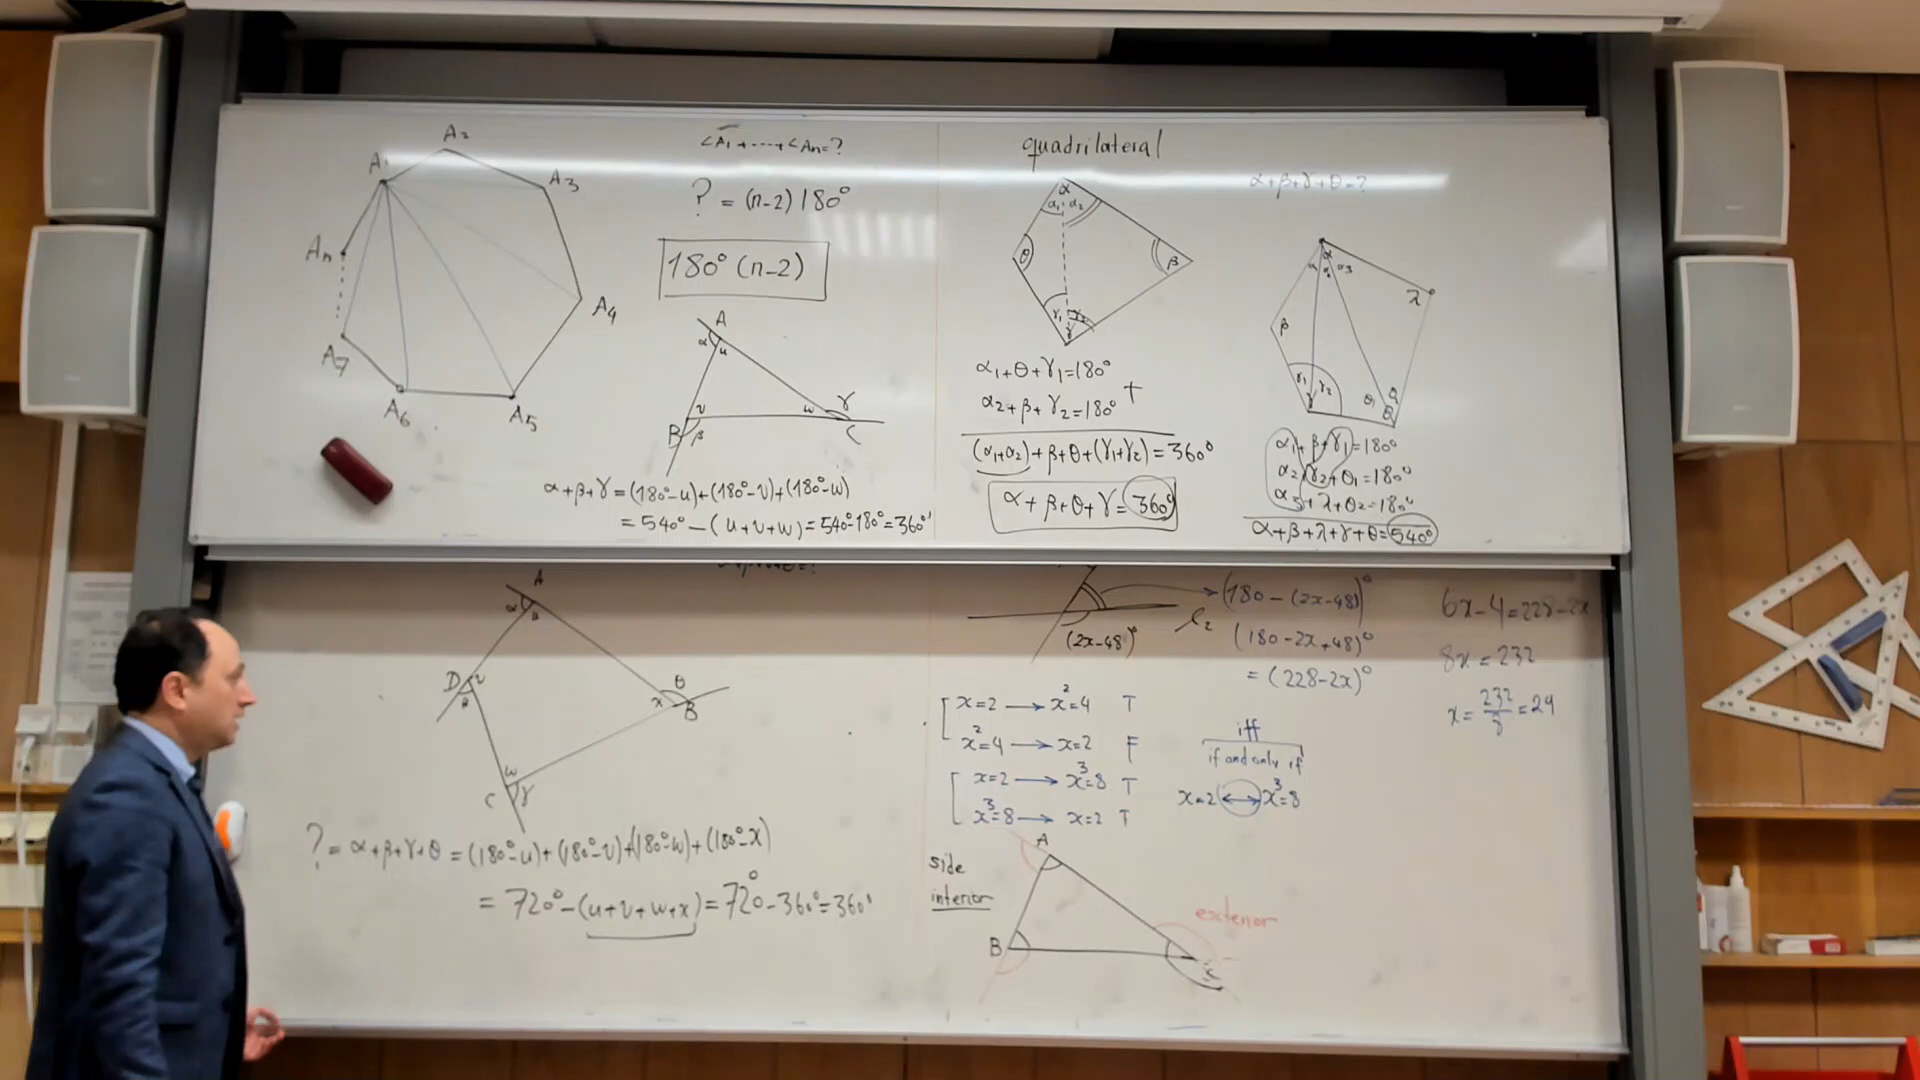 A1
A2
A3
A4
A5
A6
A7
An
<A1+----+<An=?
? = (n-2) 180°
180° (n-2)
A
α
u
B
v
β
w
γ
C
α+β+γ = (180°-u)+(180°-v)+(180°-w)
= 540° - (u+v+w) = 540°-180° = 360°
quadrilateral
α
α1 α2
θ
β
γ1 γ2
γ
α1+θ+γ1=180°
α2+β+γ2=180° +
(α1+α2)+β+θ+(γ1+γ2)=360°
α+β+θ+γ=360°
α+β+γ+θ=?
α
α3
λ
β
γ1 γ2
γ
θ1 θ2
θ
α1+β+γ1=180°
α2+γ2+θ1=180°
α3+λ+θ2=180°
α+β+λ+γ+θ=540°
A
α
u
D
v
β
θ
x
B
w
C
γ
? = α+β+γ+θ = (180°-u)+(180°-v)+(180°-w)+(180°-x)
= 720°-(u+v+w+x) = 720°-360° = 360°
(180-(2x-48))°
(2x-48)°
ℓ2
(180-2x+48)°
= (228-2x)°
6x-4=228-2x
8x=232
x=232/8=29
x=2 → x²=4 T
x²=4 → x=2 F
x=2 → x³=8 T
x³=8 → x=2 T
iff
if and only if
x=2 ↔ x³=8
side
interior
A
B
C
exterior